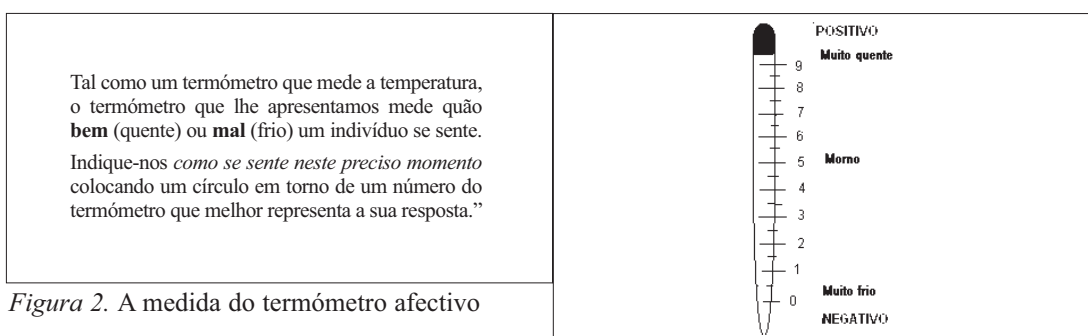 Tal como um termómetro que mede a temperatura,
o termómetro que lhe apresentamos mede quão
bem (quente) ou mal (frio) um indivíduo se sente.
Indique-nos como se sente neste preciso momento
colocando um círculo em torno de um número do
termómetro que melhor representa a sua resposta.”
Figura 2. A medida do termómetro afectivo
POSITIVO
Muito quente
9
8
7
6
5 Morno
4
3
2
1
Muito frio
0
NEGATIVO